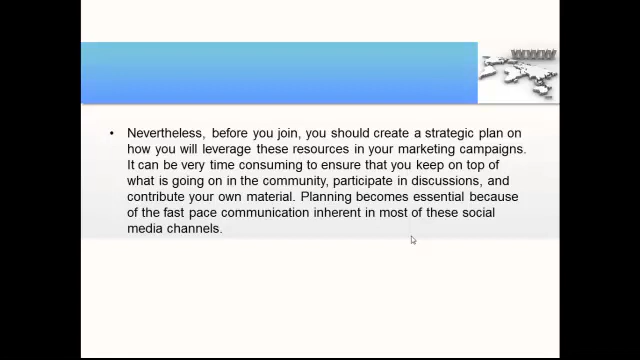 WWW
• Nevertheless, before you join, you should create a strategic plan on
how you will leverage these resources in your marketing campaigns.
It can be very time consuming to ensure that you keep on top of
what is going on in the community, participate in discussions, and
contribute your own material. Planning becomes essential because
of the fast pace communication inherent in most of these social
media channels.